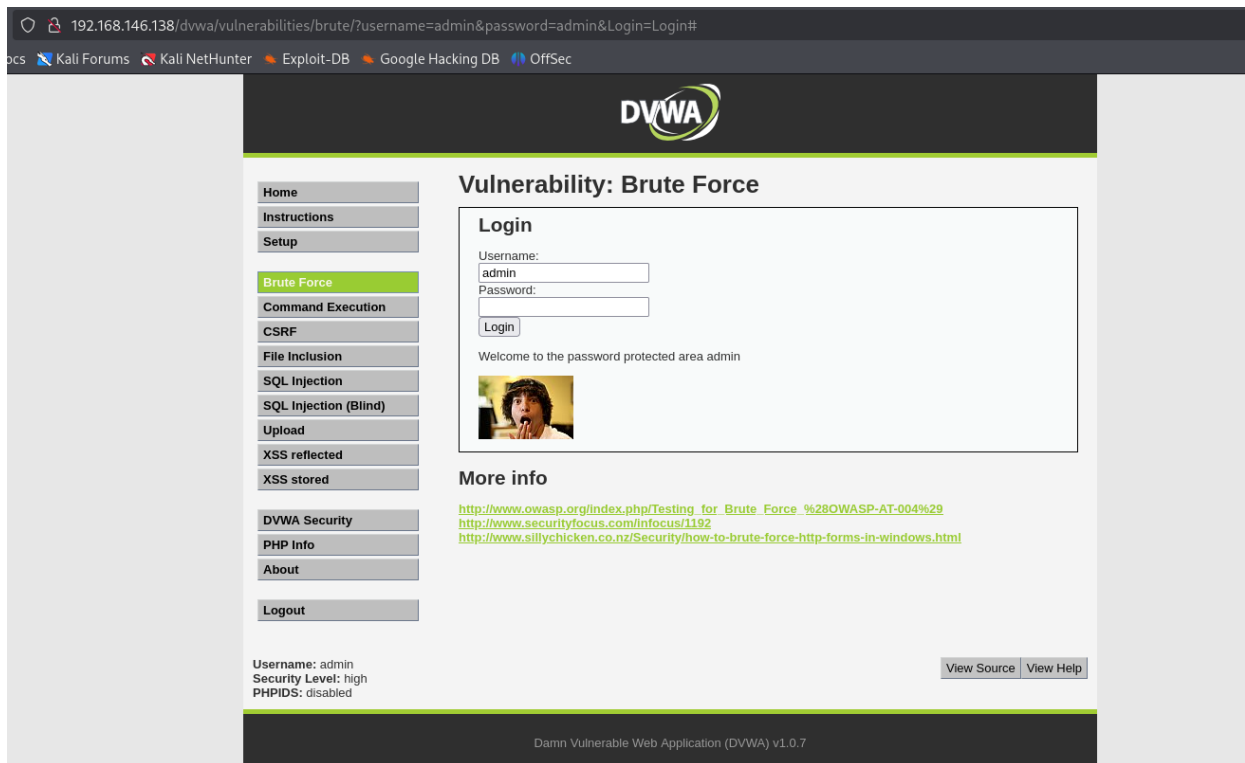 192.168.146.138/dvwa/vulnerabilities/brute/?username=admin&password=admin&Login=Login#
ocs Kali Forums Kali NetHunter Exploit-DB Google Hacking DB OffSec
DVWA
Home
Instructions
Setup
Brute Force
Command Execution
CSRF
File Inclusion
SQL Injection
SQL Injection (Blind)
Upload
XSS reflected
XSS stored
DVWA Security
PHP Info
About
Logout
Vulnerability: Brute Force
Login
Username:
admin
Password:
Login
Welcome to the password protected area admin
More info
http://www.owasp.org/index.php/Testing_for_Brute_Force_%28OWASP-AT-004%29
http://www.securityfocus.com/infocus/1192
http://www.sillychicken.co.nz/Security/how-to-brute-force-http-forms-in-windows.html
Username: admin
Security Level: high
PHPIDS: disabled
View Source View Help
Damn Vulnerable Web Application (DVWA) v1.0.7